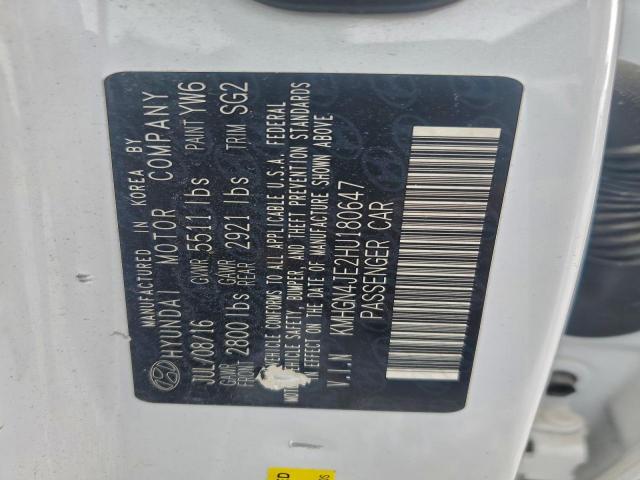 MANUFACTURED IN KOREA BY
HYUNDAI MOTOR COMPANY
JUL/08/16 GVWR 5511 lbs PAINT YW6
GAWR FRONT 2800 lbs GAWR REAR 2921 lbs TRIM SG2
VEHICLE CONFORMS TO ALL APPLICABLE U.S.A. FEDERAL
MOTOR VEHICLE SAFETY, BUMPER, AND THEFT PREVENTION STANDARDS
IN EFFECT ON THE DATE OF MANUFACTURE SHOWN ABOVE
V.I.N KMHGN4JE2HU180647
PASSENGER CAR